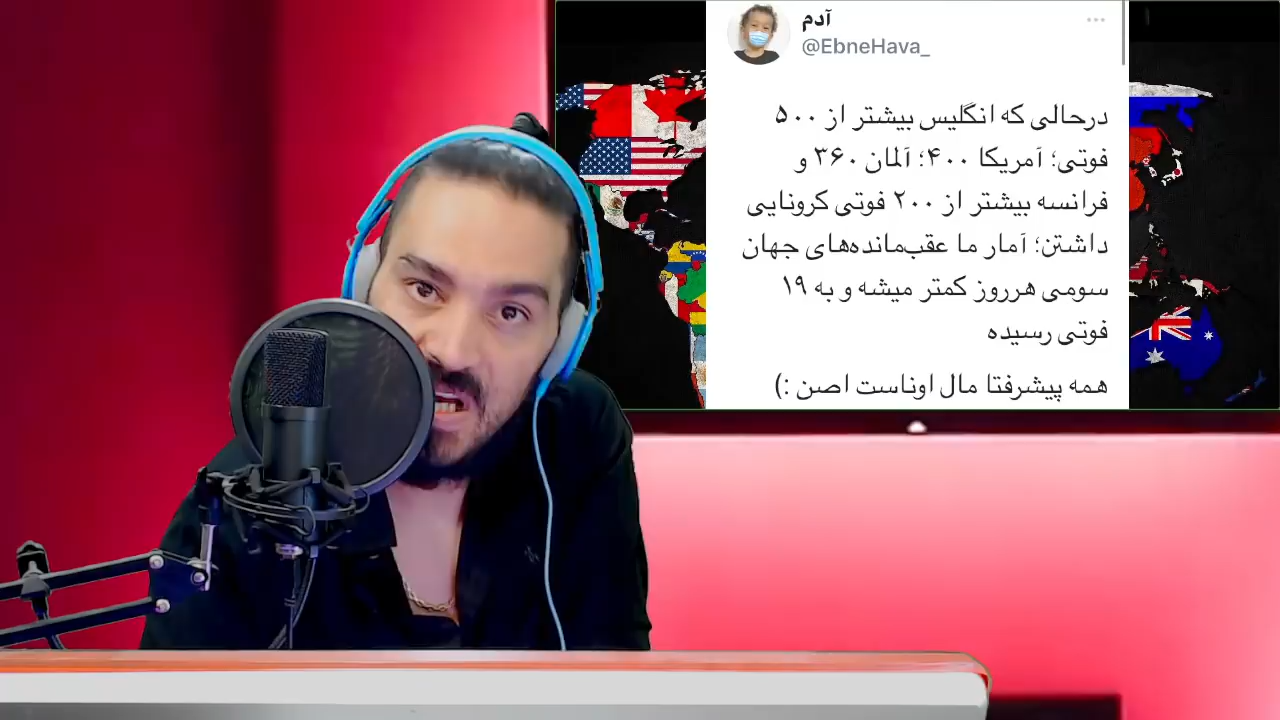 آدم
@EbneHava_
درحالی که انگلیس بیشتر از ۵۰۰
فوتی؛ آمریکا ۴۰۰؛ آلمان ۳۶۰ و
فرانسه بیشتر از ۲۰۰ فوتی کرونایی
داشتن؛ آمار ما عقب‌مانده‌های جهان
سومی هرروز کمتر میشه و به ۱۹
فوتی رسیده
همه پیشرفتا مال اوناست اصن :)